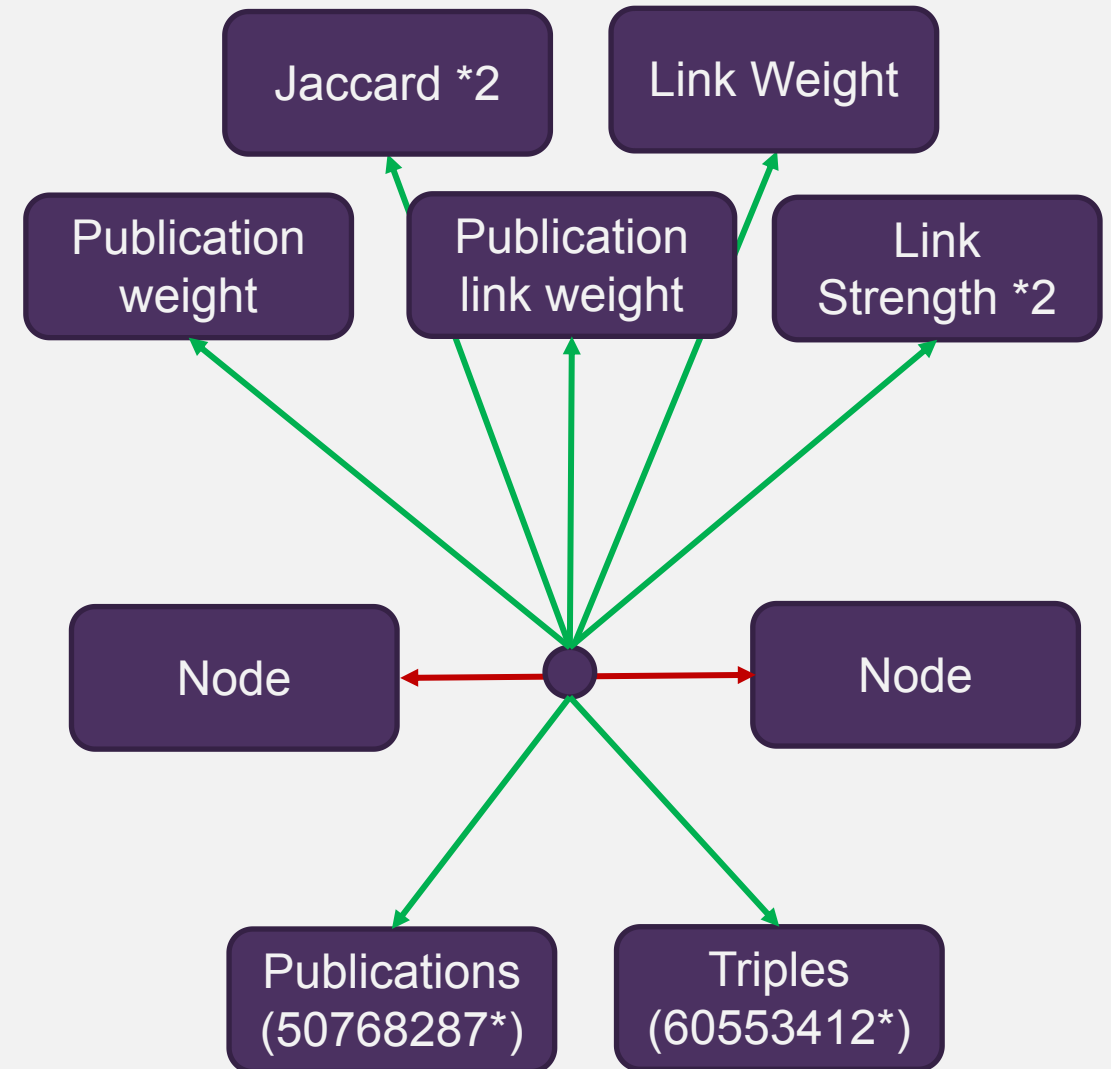 Jaccard *2
Link Weight
Publication
weight
Publication
link weight
Link
Strength *2
Node
Node
Publications
(50768287*)
Triples
(60553412*)